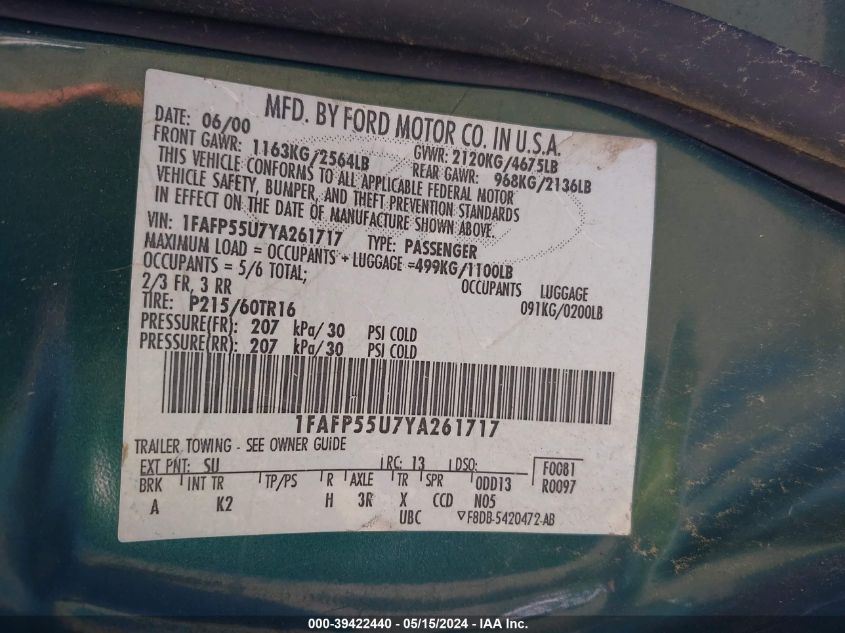 MFD. BY FORD MOTOR CO. IN U.S.A.
DATE: 06/00 GVWR: 2120KG/4675LB
FRONT GAWR: 1163KG/2564LB REAR GAWR: 968KG/2136LB
THIS VEHICLE CONFORMS TO ALL APPLICABLE FEDERAL MOTOR
VEHICLE SAFETY, BUMPER, AND THEFT PREVENTION STANDARDS
IN EFFECT ON THE DATE OF MANUFACTURE SHOWN ABOVE.
VIN: 1FAFP55U7YA261717 TYPE: PASSENGER
MAXIMUM LOAD = OCCUPANTS + LUGGAGE =499KG/1100LB
OCCUPANTS = 5/6 TOTAL; OCCUPANTS LUGGAGE
2/3 FR, 3 RR 091KG/0200LB
TIRE: P215/60TR16
PRESSURE(FR): 207 kPa/ 30 PSI COLD
PRESSURE(RR): 207 kPa/ 30 PSI COLD
1FAFP55U7YA261717
TRAILER TOWING - SEE OWNER GUIDE
EXT PNT: SU RC: 13 DSO: F0081
BRK INT TR TP/PS R AXLE TR SPR ODD13 R0097
A K2 H 3R X CCD N05
UBC F8DB-5420472-AB
000-39422440 - 05/15/2024 - IAA Inc.